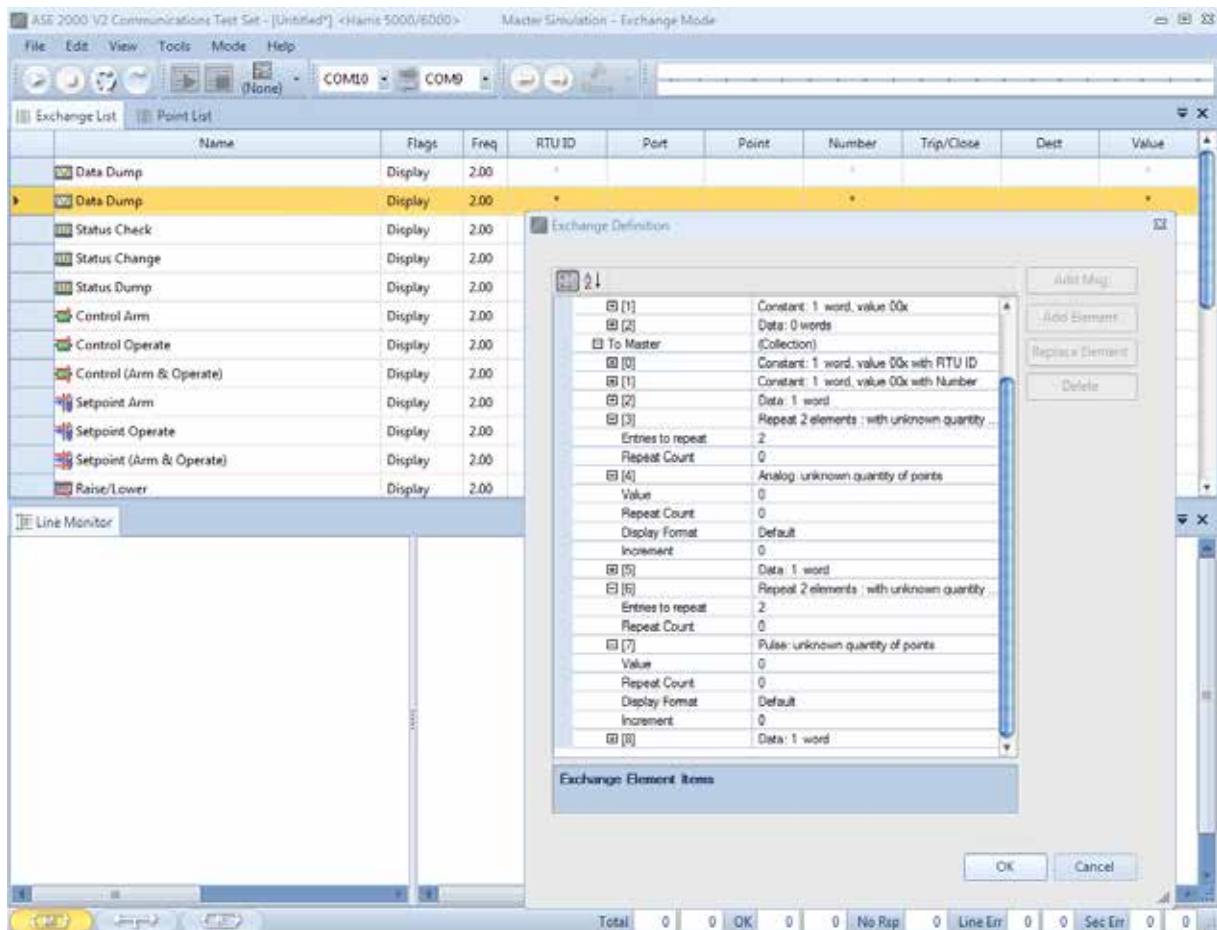 ASE 2000 V2 Communications Test Set - [Untitled*] <Harris 5000/6000> Master Simulation - Exchange Mode
File Edit View Tools Mode Help
(None) COM10 COM9
Exchange List Point List
Name Flags Freq RTU ID Port Point Number Trip/Close Dest Value
Data Dump Display 2.00 * * *
Data Dump Display 2.00 * * *
Status Check Display 2.00
Status Change Display 2.00
Status Dump Display 2.00
Control Arm Display 2.00
Control Operate Display 2.00
Control (Arm & Operate) Display 2.00
Setpoint Arm Display 2.00
Setpoint Operate Display 2.00
Setpoint (Arm & Operate) Display 2.00
Raise/Lower Display 2.00
Line Monitor
Exchange Definition
[1] Constant: 1 word, value 00x
[2] Data: 0 words
To Master (Collection)
[0] Constant: 1 word, value 00x with RTU ID
[1] Constant: 1 word, value 00x with Number
[2] Data: 1 word
[3] Repeat 2 elements : with unknown quantity ...
Entries to repeat 2
Repeat Count 0
[4] Analog: unknown quantity of points
Value 0
Repeat Count 0
Display Format Default
Increment 0
[5] Data: 1 word
[6] Repeat 2 elements : with unknown quantity ...
Entries to repeat 2
Repeat Count 0
[7] Pulse: unknown quantity of points
Value 0
Repeat Count 0
Display Format Default
Increment 0
[8] Data: 1 word
Exchange Element Items
Add Msg
Add Element
Replace Element
Delete
OK Cancel
Total 0 0 OK 0 0 No Rsp 0 Line Err 0 0 Sec Err 0 0